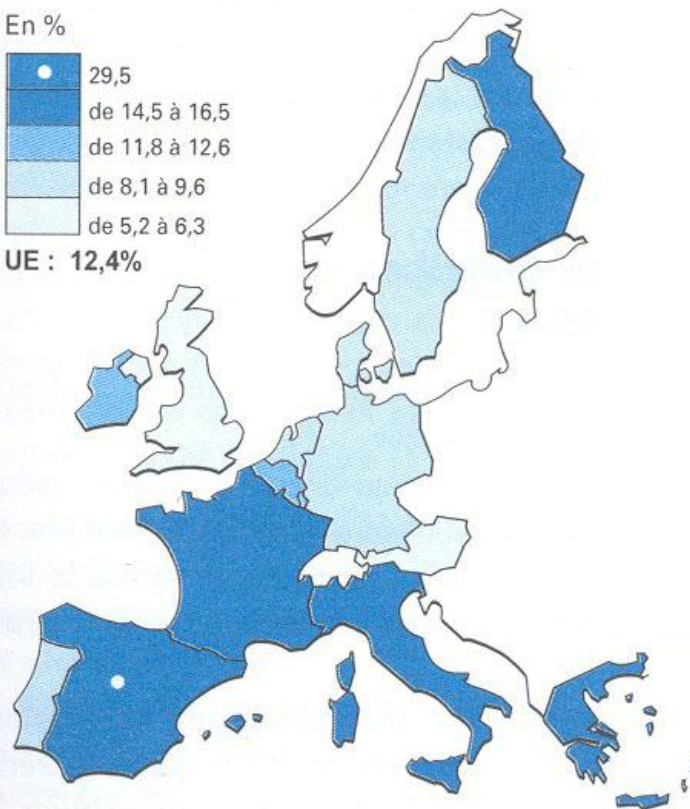 En %
29,5
de 14,5 à 16,5
de 11,8 à 12,6
de 8,1 à 9,6
de 5,2 à 6,3
UE : 12,4%